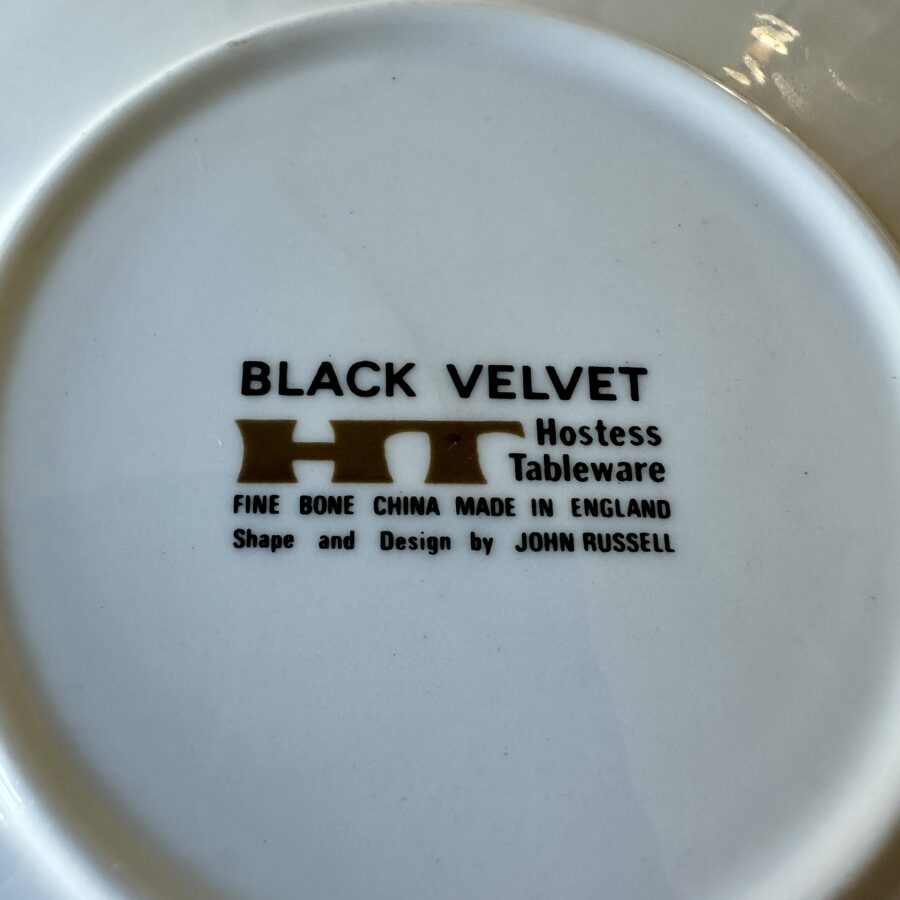 BLACK VELVET
HT Hostess
Tableware
FINE BONE CHINA MADE IN ENGLAND
Shape and Design by JOHN RUSSELL